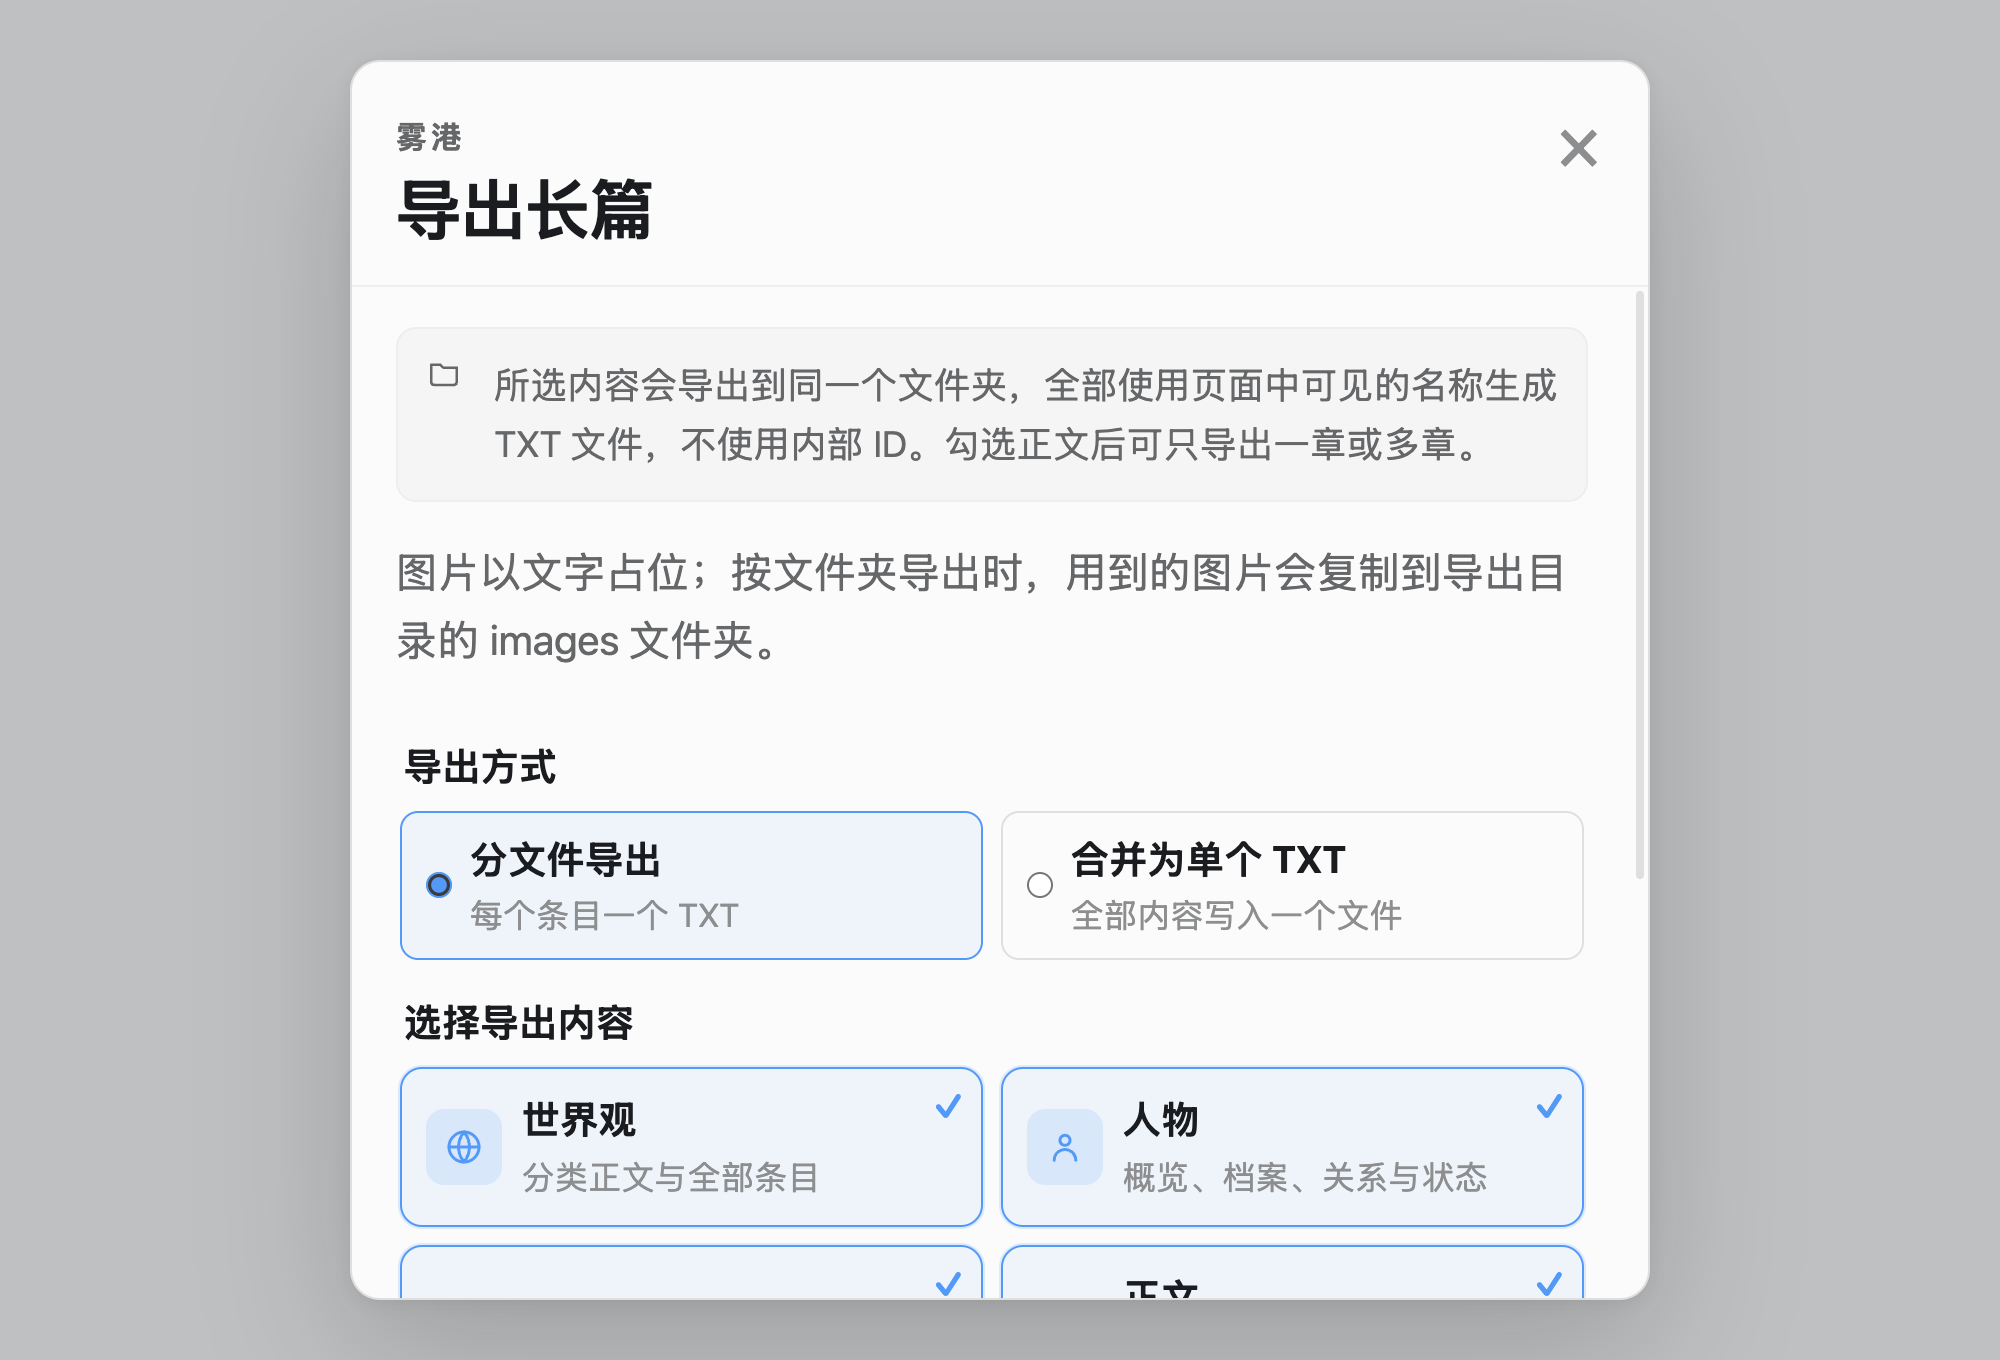 雾港
导出长篇
所选内容会导出到同一个文件夹，全部使用页面中可见的名称生成
TXT 文件，不使用内部 ID。勾选正文后可只导出一章或多章。
图片以文字占位；按文件夹导出时，用到的图片会复制到导出目
录的 images 文件夹。
导出方式
分文件导出
每个条目一个 TXT
合并为单个 TXT
全部内容写入一个文件
选择导出内容
世界观
分类正文与全部条目
人物
概览、档案、关系与状态
正文